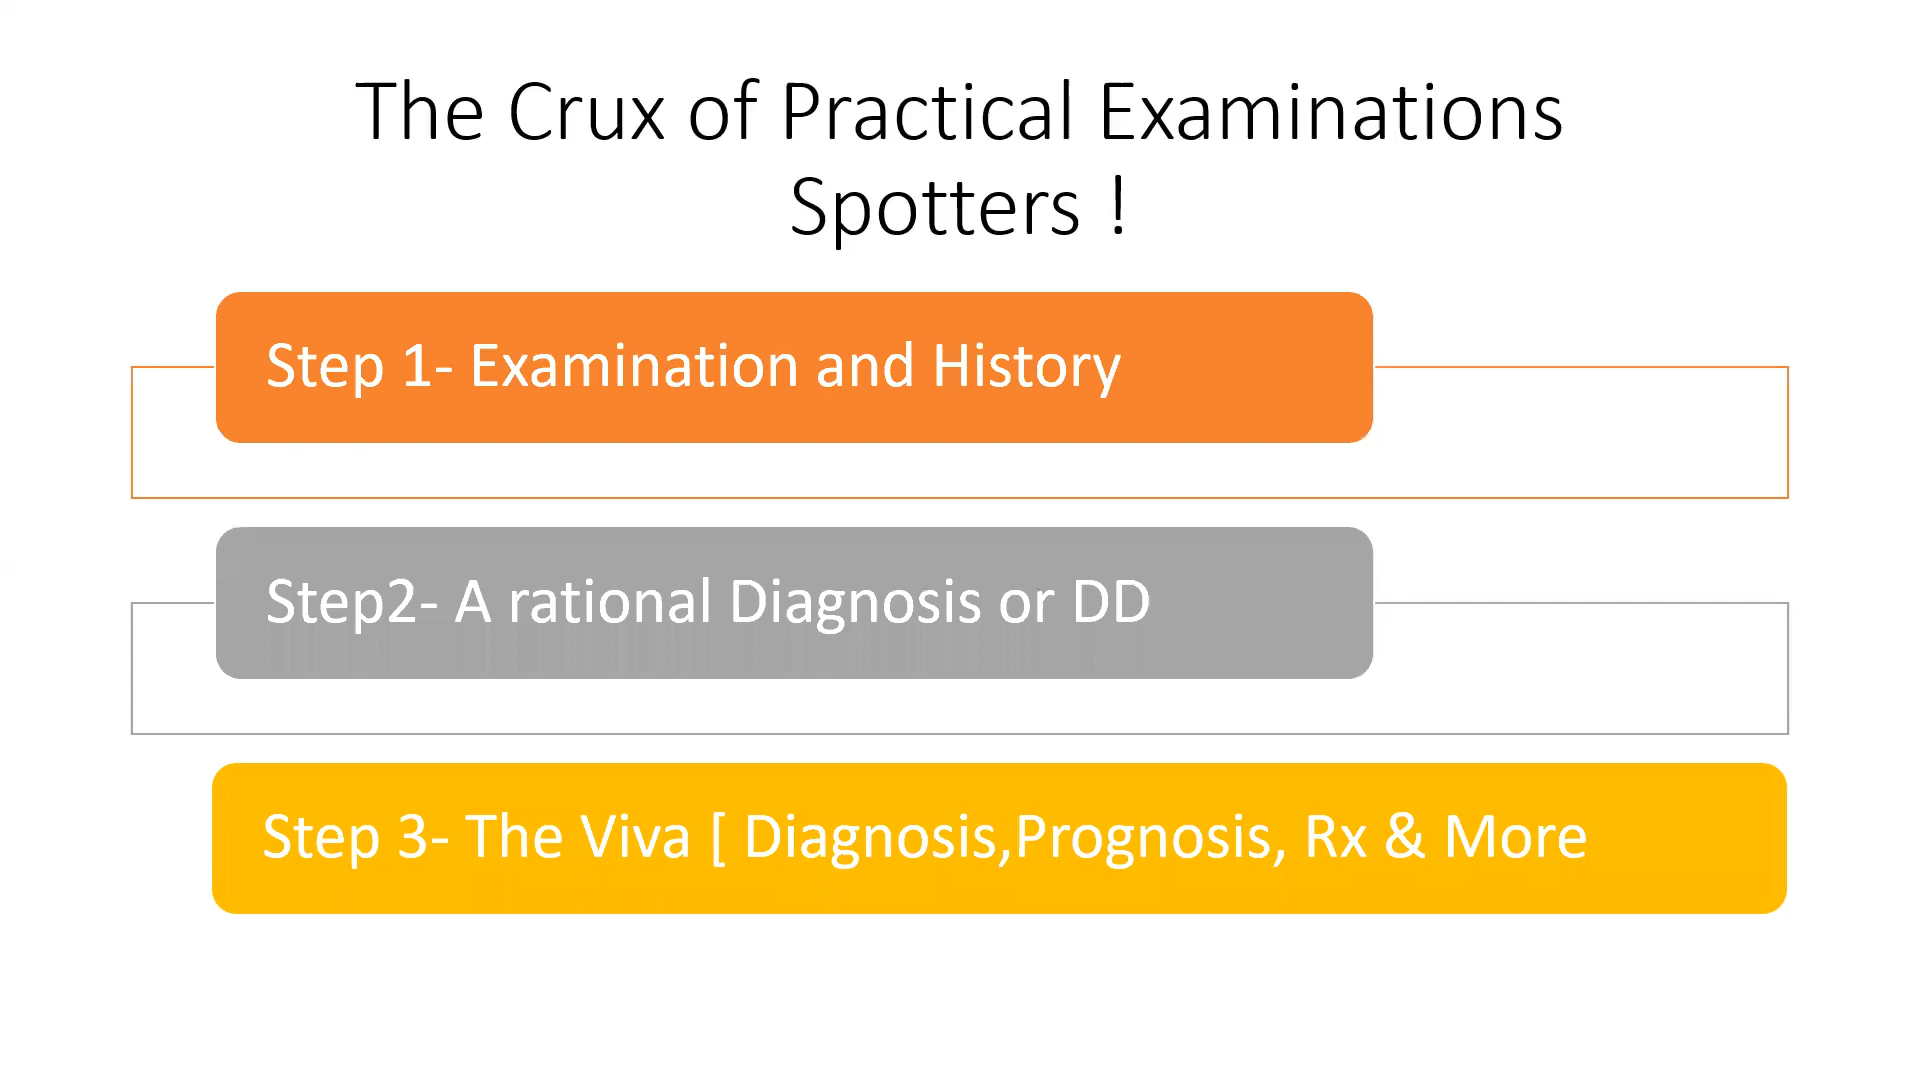 The Crux of Practical Examinations
Spotters !
Step 1- Examination and History
Step2- A rational Diagnosis or DD
Step 3- The Viva [ Diagnosis,Prognosis, Rx & More